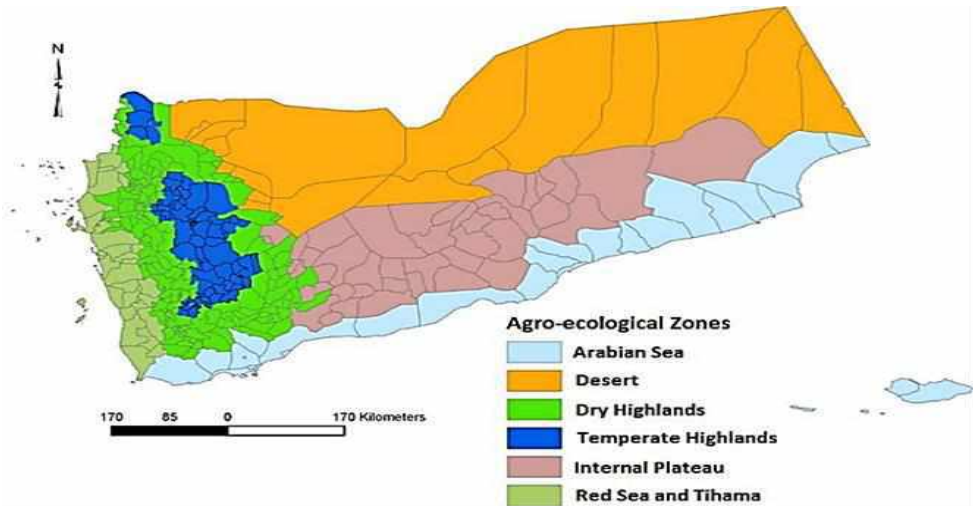 N
Agro-ecological Zones
Arabian Sea
Desert
Dry Highlands
Temperate Highlands
Internal Plateau
Red Sea and Tihama
170 85 0 170 Kilometers